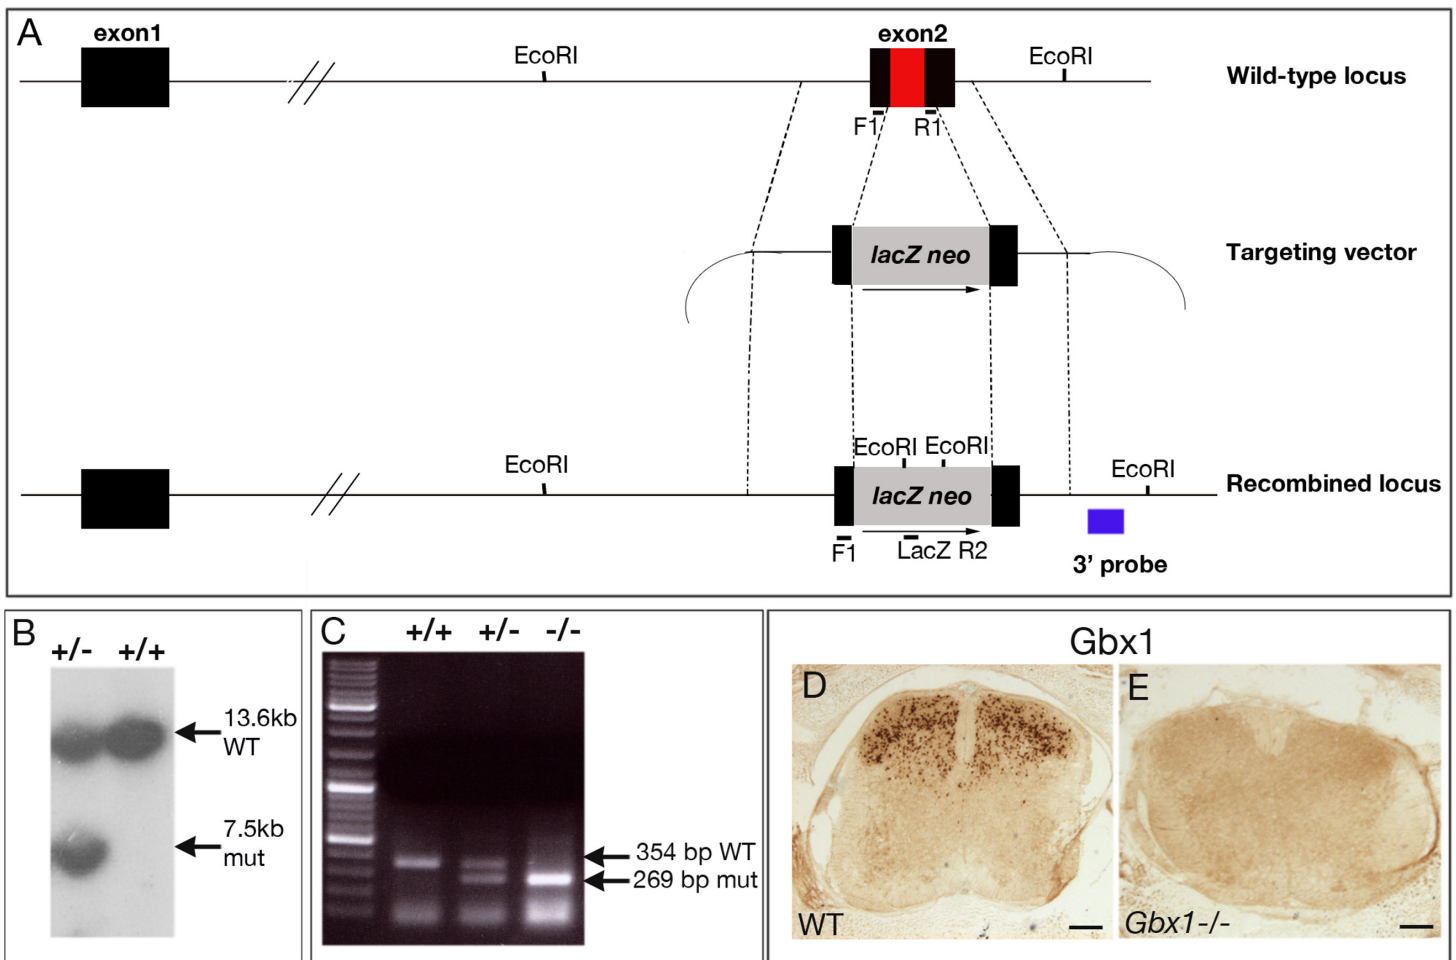 A
exon1
EcoRI
exon2
EcoRI
Wild-type locus
F1
R1
lacZ neo
Targeting vector
EcoRI
EcoRI
EcoRI
EcoRI
lacZ neo
Recombined locus
F1
LacZ R2
3’ probe
B
+/-
+/+
13.6kb
WT
7.5kb
mut
C
+/+
+/-
-/-
354 bp WT
269 bp mut
Gbx1
D
WT
E
Gbx1-/-